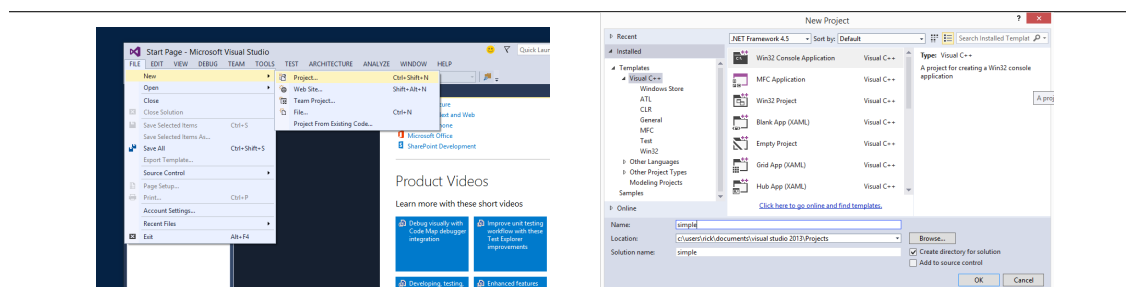 Start Page - Microsoft Visual Studio
Quick Laun
FILE EDIT VIEW DEBUG TEAM TOOLS TEST ARCHITECTURE ANALYZE WINDOW HELP
New
Open
Close
Close Solution
Save Selected Items Ctrl+S
Save Selected Items As...
Save All Ctrl+Shift+S
Export Template...
Source Control
Page Setup...
Print... Ctrl+P
Account Settings...
Recent Files
Exit Alt+F4
Project... Ctrl+Shift+N
Web Site... Shift+Alt+N
Team Project...
File... Ctrl+N
Project From Existing Code...
ture
ext and Web
hone
Microsoft Office
SharePoint Development
Product Videos
Learn more with these short videos
Debug visually with
Code Map debugger
integration
Improve unit testing
workflow with these
Test Explorer
improvements
Developing, testing,
Enhanced features
New Project
? ×
Recent
.NET Framework 4.5 Sort by: Default
Search Installed Templat
Installed
Templates
Visual C++
Windows Store
ATL
CLR
General
MFC
Test
Win32
Other Languages
Other Project Types
Modeling Projects
Samples
Online
Win32 Console Application Visual C++
MFC Application Visual C++
Win32 Project Visual C++
Blank App (XAML) Visual C++
Empty Project Visual C++
Grid App (XAML) Visual C++
Hub App (XAML) Visual C++
Click here to go online and find templates.
Type: Visual C++
A project for creating a Win32 console
application
A proj
Name: simple
Location: c:\users\rick\documents\visual studio 2013\Projects Browse...
Solution name: simple
Create directory for solution
Add to source control
OK Cancel